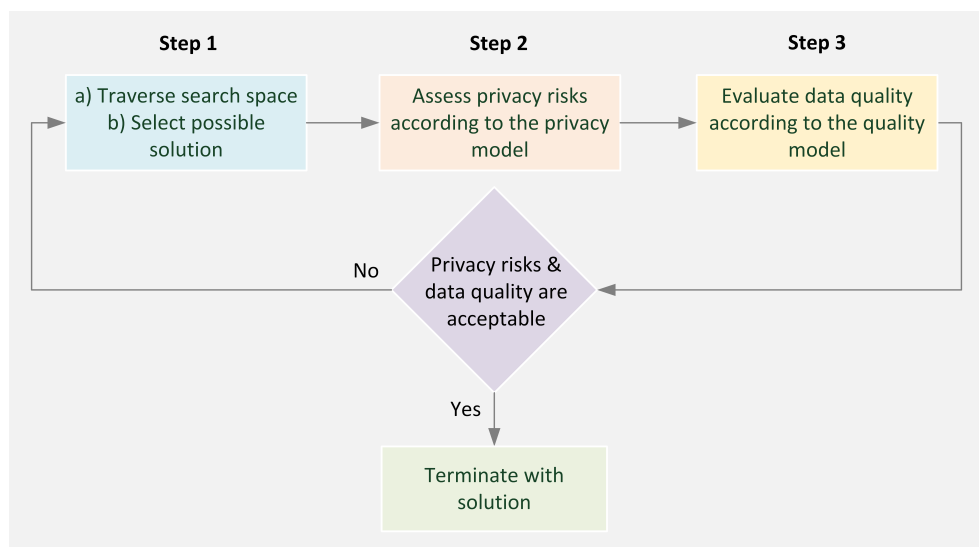 Step 1
Step 2
Step 3
a) Traverse search space
b) Select possible
solution
Assess privacy risks
according to the privacy
model
Evaluate data quality
according to the quality
model
No
Privacy risks &
data quality are
acceptable
Yes
Terminate with
solution